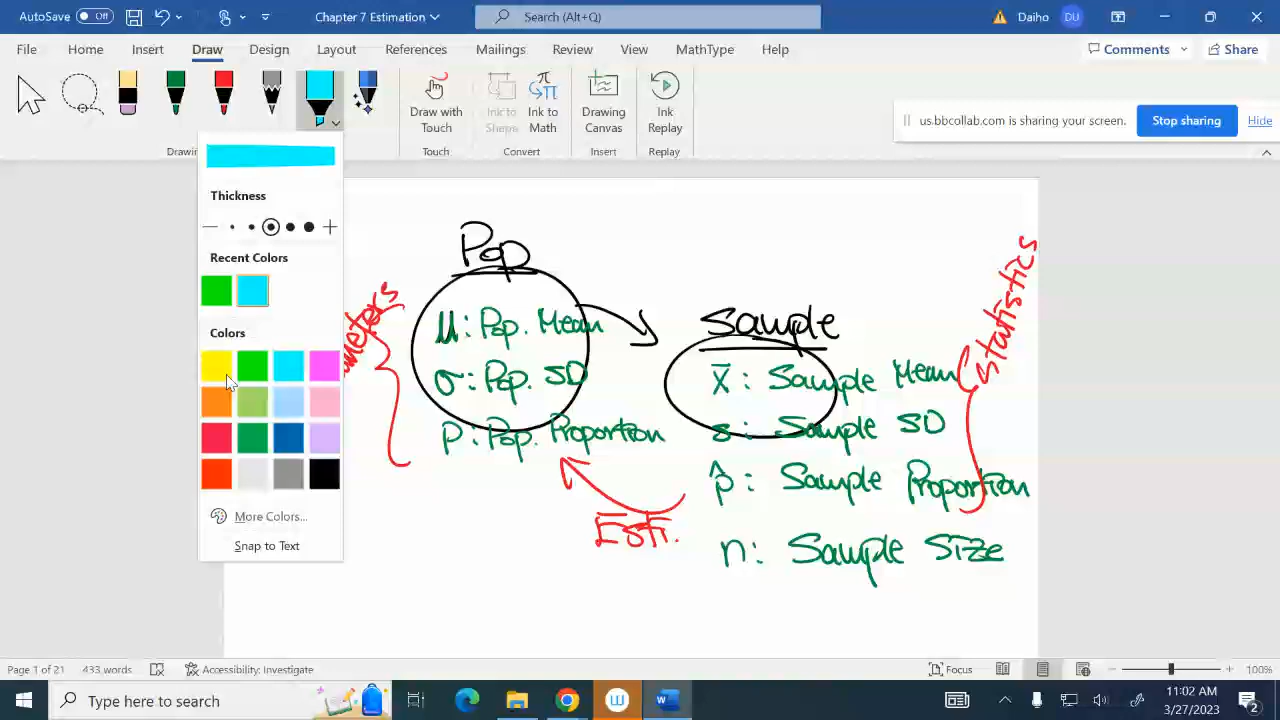 AutoSave Off Chapter 7 Estimation Search (Alt+Q) Daiho DU
File Home Insert Draw Design Layout References Mailings Review View MathType Help Comments Share
Draw with Touch
Ink to Shape
Ink to Math
Drawing Canvas
Ink Replay
Touch Convert Insert Replay
us.bbcollab.com is sharing your screen. Stop sharing Hide
Thickness
Recent Colors
Colors
More Colors...
Snap to Text
Pop
μ: Pop. Mean
σ: Pop. SD
p: Pop. Proportion
Sample
x̄: Sample Mean
s: Sample SD
p̂: Sample Proportion
n: Sample Size
Statistics
Esti.
Page 1 of 21 433 words Accessibility: Investigate Focus 100%
Type here to search
11:02 AM
3/27/2023
2